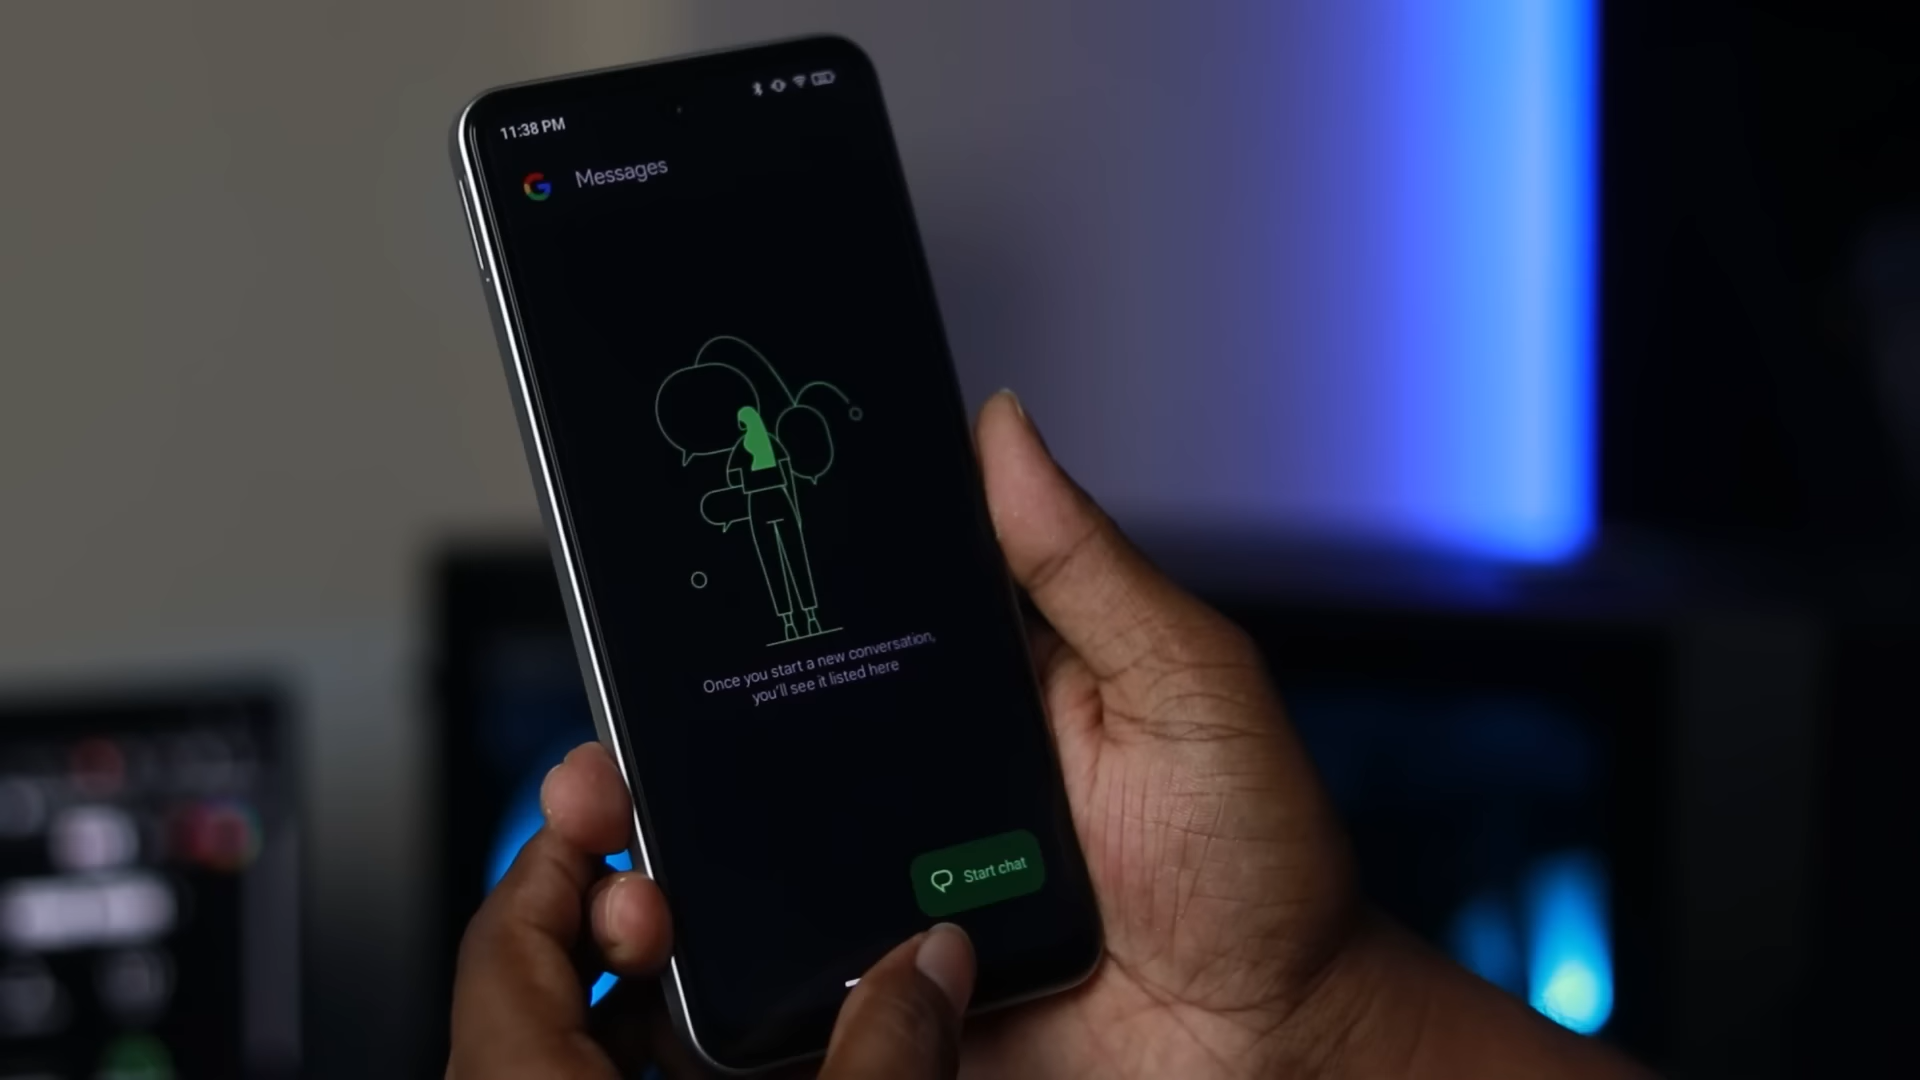 11:38 PM
G Messages
Once you start a new conversation,
you'll see it listed here
Start chat